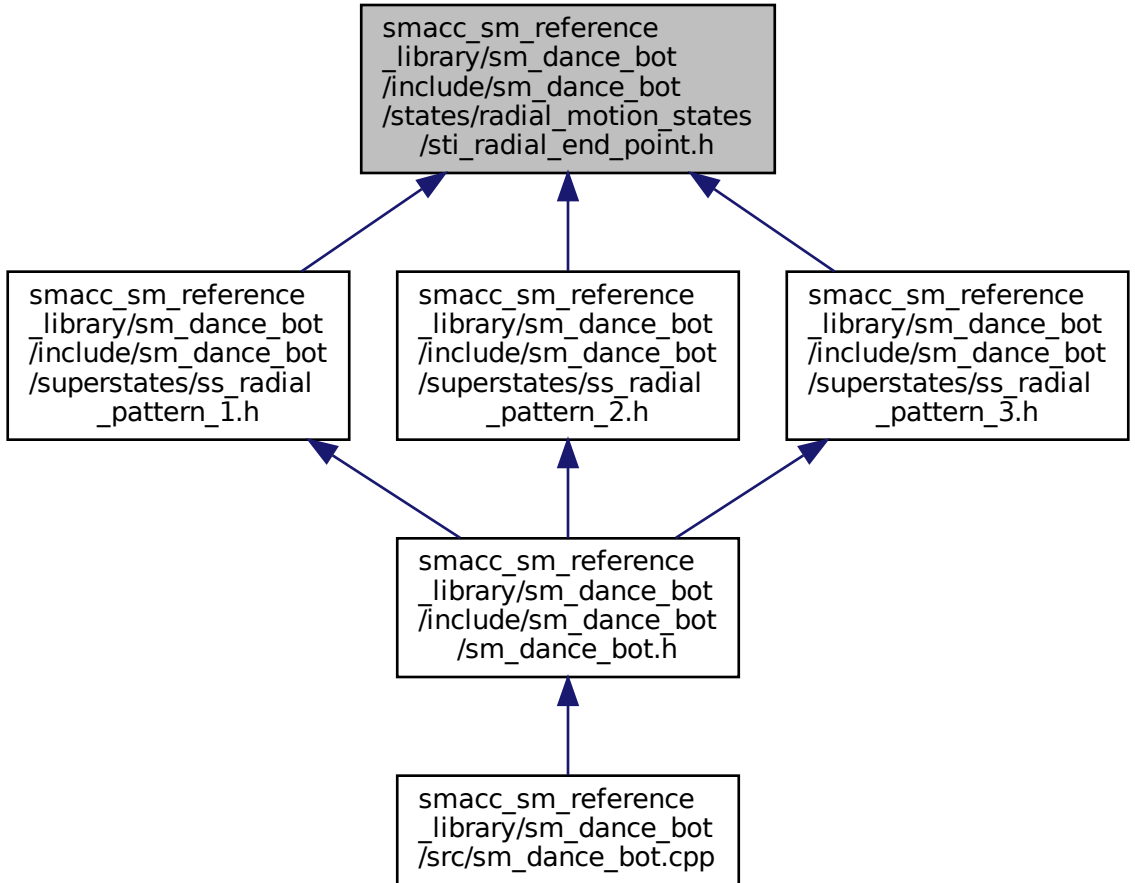 smacc_sm_reference
_library/sm_dance_bot
/include/sm_dance_bot
/states/radial_motion_states
/sti_radial_end_point.h
smacc_sm_reference
_library/sm_dance_bot
/include/sm_dance_bot
/superstates/ss_radial
_pattern_1.h
smacc_sm_reference
_library/sm_dance_bot
/include/sm_dance_bot
/superstates/ss_radial
_pattern_2.h
smacc_sm_reference
_library/sm_dance_bot
/include/sm_dance_bot
/superstates/ss_radial
_pattern_3.h
smacc_sm_reference
_library/sm_dance_bot
/include/sm_dance_bot
/sm_dance_bot.h
smacc_sm_reference
_library/sm_dance_bot
/src/sm_dance_bot.cpp